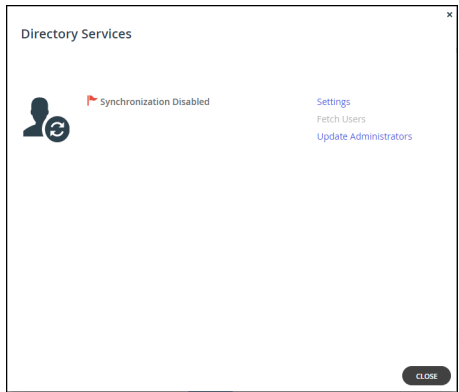 ×
Directory Services
Synchronization Disabled
Settings
Fetch Users
Update Administrators
CLOSE